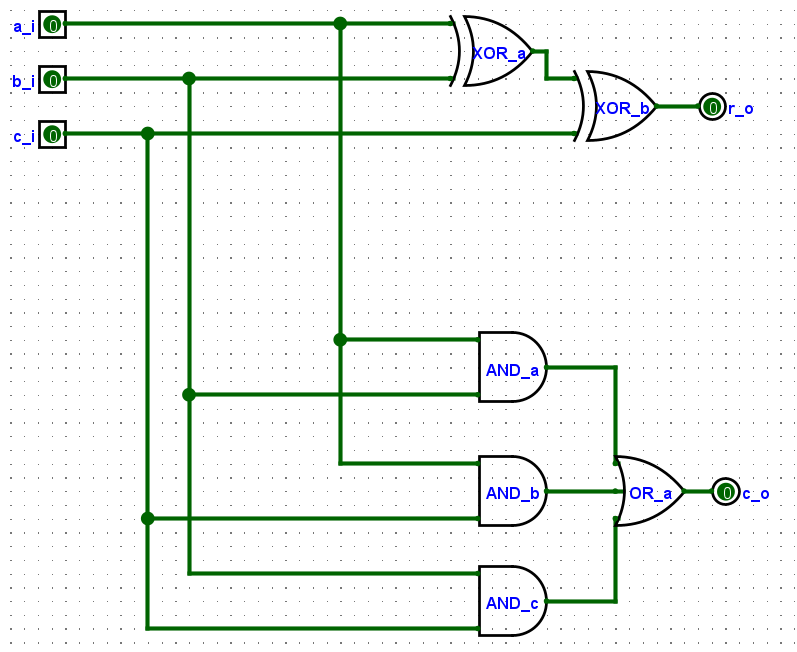 a_i 0
b_i 0
c_i 0
XOR_a
XOR_b
0 r_o
AND_a
AND_b
OR_a
0 c_o
AND_c